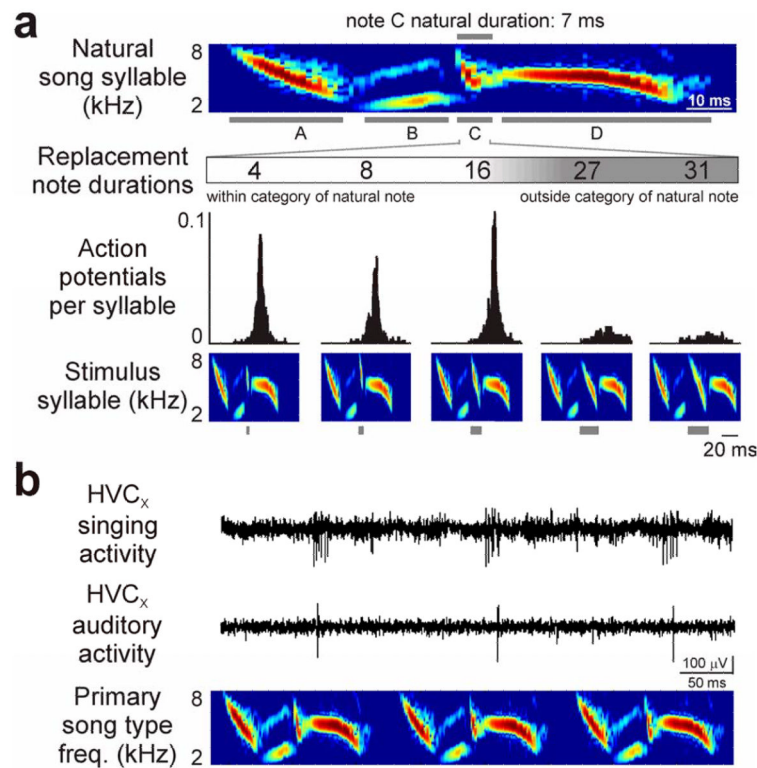 a
note C natural duration: 7 ms
Natural
song syllable
(kHz)
8
2
10 ms
A B C D
Replacement
note durations
4 8 16 27 31
within category of natural note outside category of natural note
Action
potentials
per syllable
0.1
0
Stimulus
syllable (kHz)
8
2
20 ms
b
HVCX
singing
activity
HVCX
auditory
activity
100 µV
50 ms
Primary
song type
freq. (kHz)
8
2